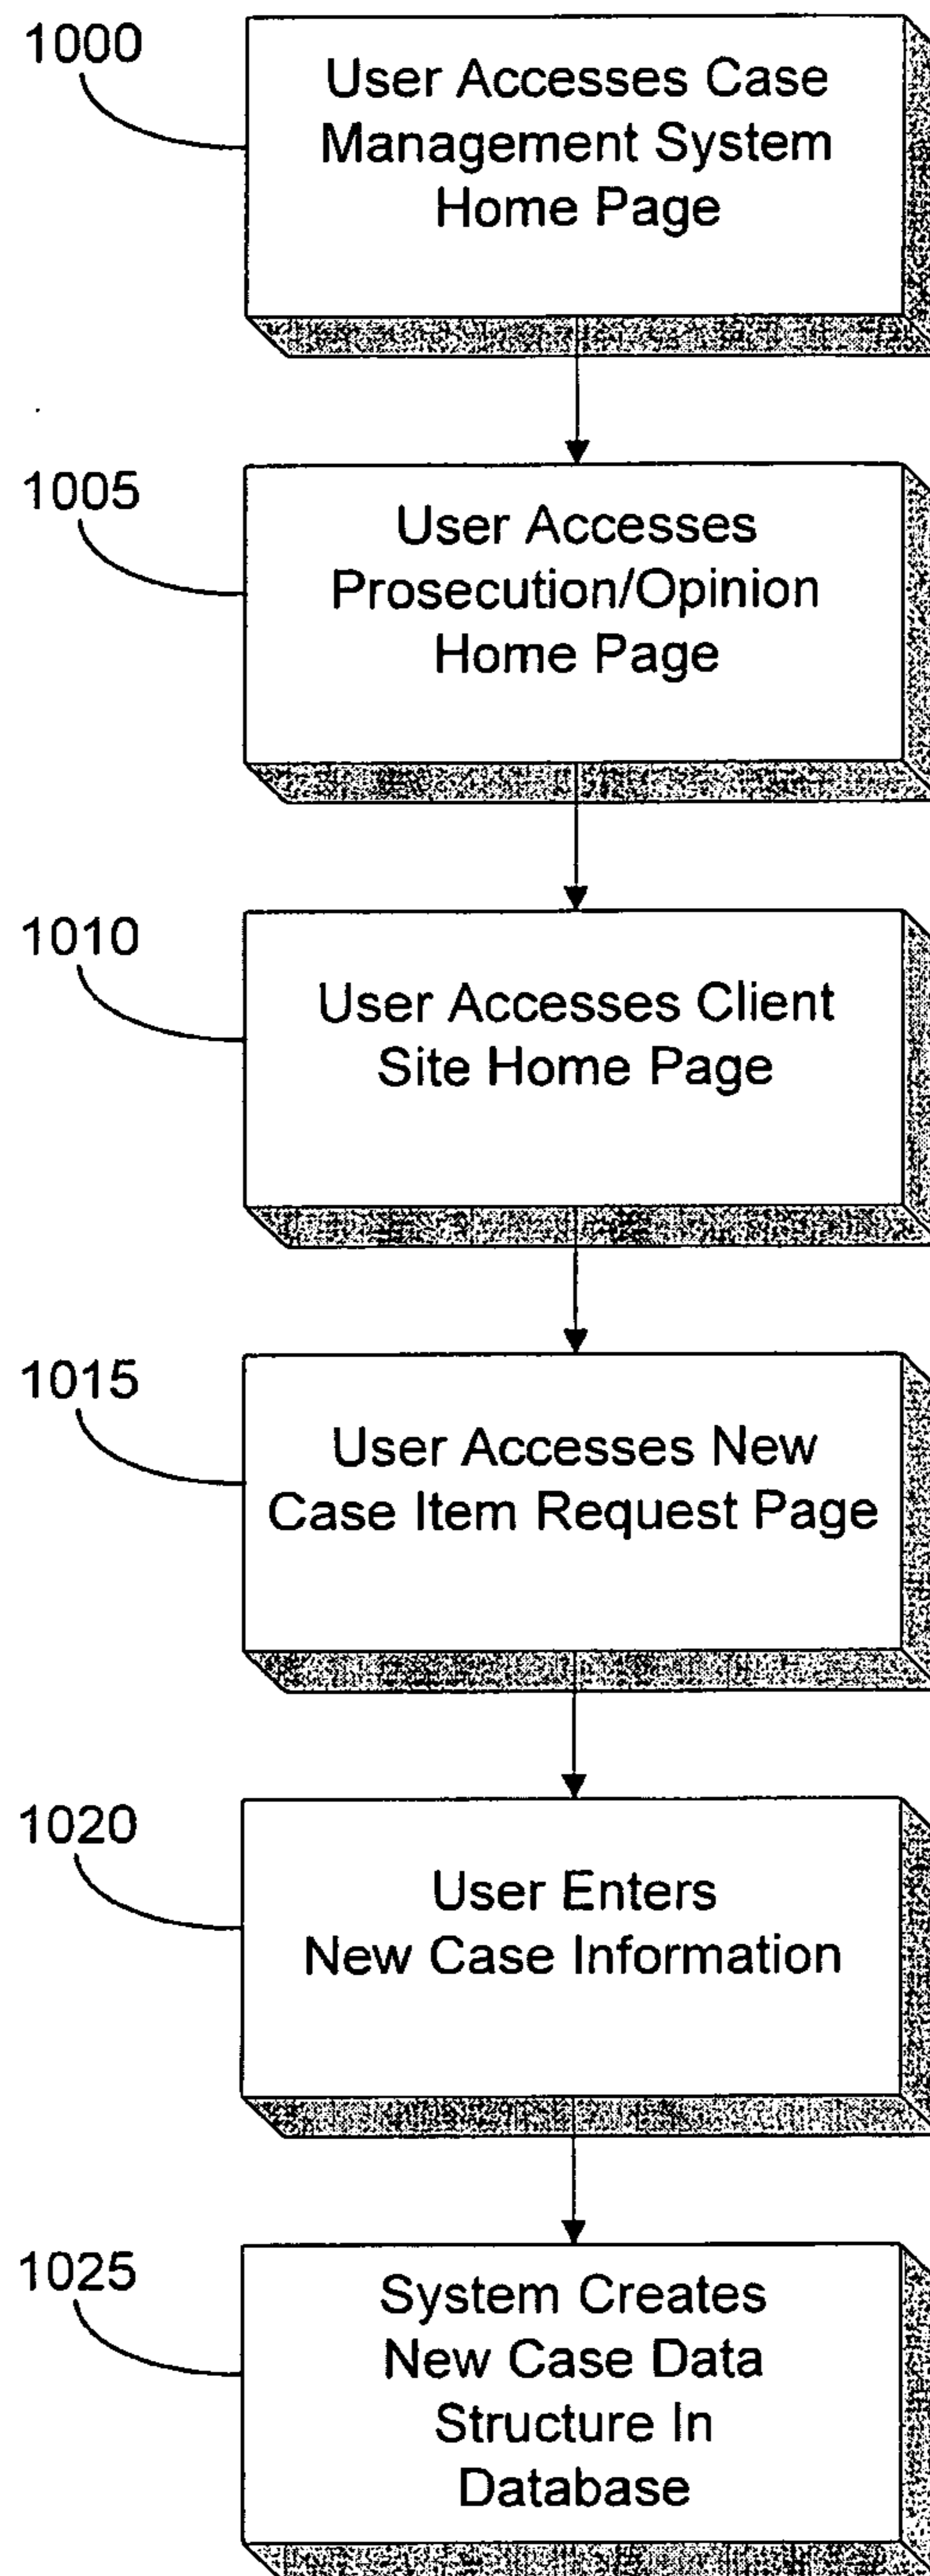 1000
User Accesses Case
Management System
Home Page
1005
User Accesses
Prosecution/Opinion
Home Page
1010
User Accesses Client
Site Home Page
1015
User Accesses New
Case Item Request Page
1020
User Enters
New Case Information
1025
System Creates
New Case Data
Structure In
Database